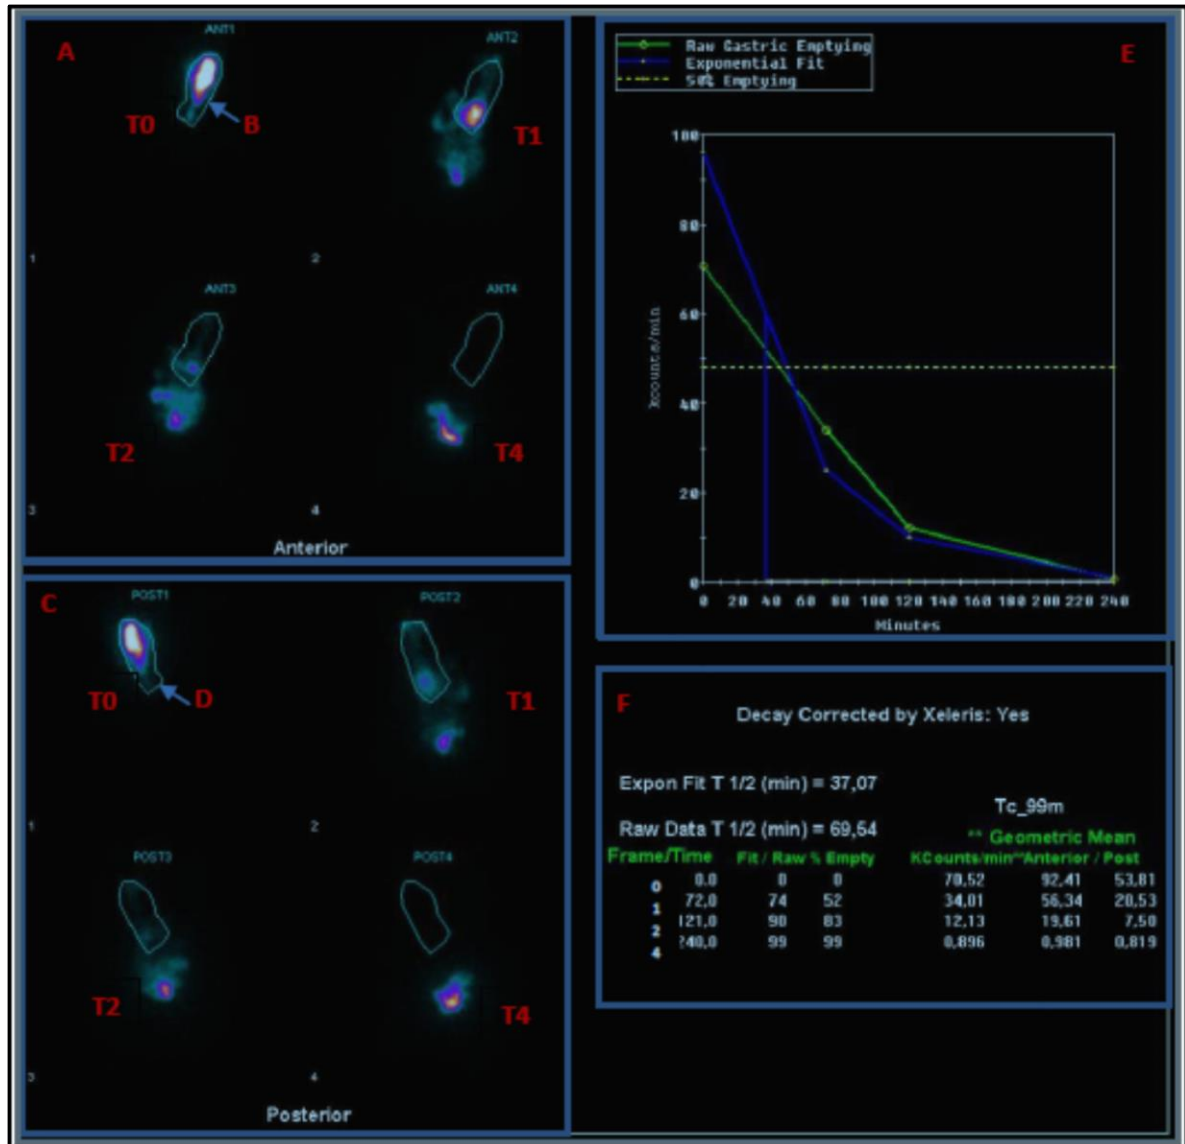 A
ANT1
T0
B
ANT2
T1
1
2
ANT3
T2
ANT4
T4
3
4
Anterior
C
POST1
T0
D
POST2
T1
1
2
POST3
T2
POST4
T4
3
4
Posterior
E
Raw Gastric Emptying
Exponential Fit
50% Emptying
100
80
60
40
20
0
kcounts/min
0 20 40 60 80 100 120 140 160 180 200 220 240
Minutes
F
Decay Corrected by Xeleris: Yes
Expon Fit T 1/2 (min) = 37,07
Tc_99m
Raw Data T 1/2 (min) = 69,54
** Geometric Mean
Frame/Time Fit / Raw % Empty KCounts/min**Anterior / Post
0 0.0 0 0 70,52 92,41 53,81
1 72,0 74 52 34,01 56,34 20,53
2 121,0 90 83 12,13 19,61 7,50
4 240,0 99 99 0,896 0,981 0,819